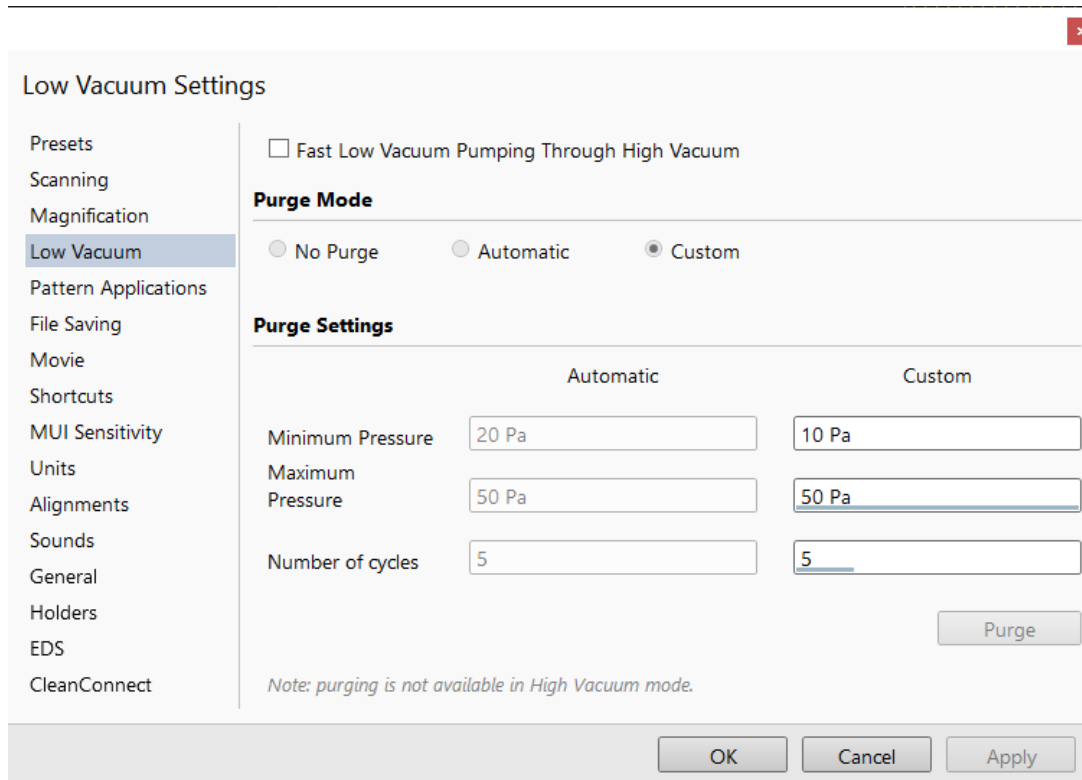 Low Vacuum Settings
Presets
Scanning
Magnification
Low Vacuum
Pattern Applications
File Saving
Movie
Shortcuts
MUI Sensitivity
Units
Alignments
Sounds
General
Holders
EDS
CleanConnect
Fast Low Vacuum Pumping Through High Vacuum
Purge Mode
No Purge Automatic Custom
Purge Settings
Automatic Custom
Minimum Pressure 20 Pa 10 Pa
Maximum
Pressure 50 Pa 50 Pa
Number of cycles 5 5
Purge
Note: purging is not available in High Vacuum mode.
OK Cancel Apply